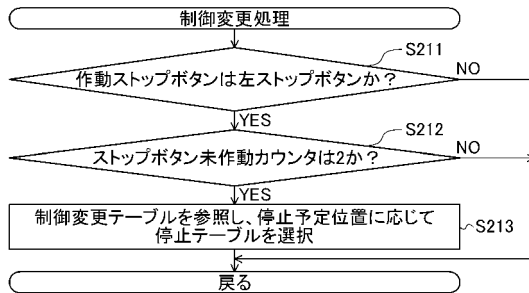 制御変更処理
S211
作動ストップボタンは左ストップボタンか？
NO
YES
S212
ストップボタン未作動カウンタは2か？
NO
YES
制御変更テーブルを参照し、停止予定位置に応じて
停止テーブルを選択
S213
戻る